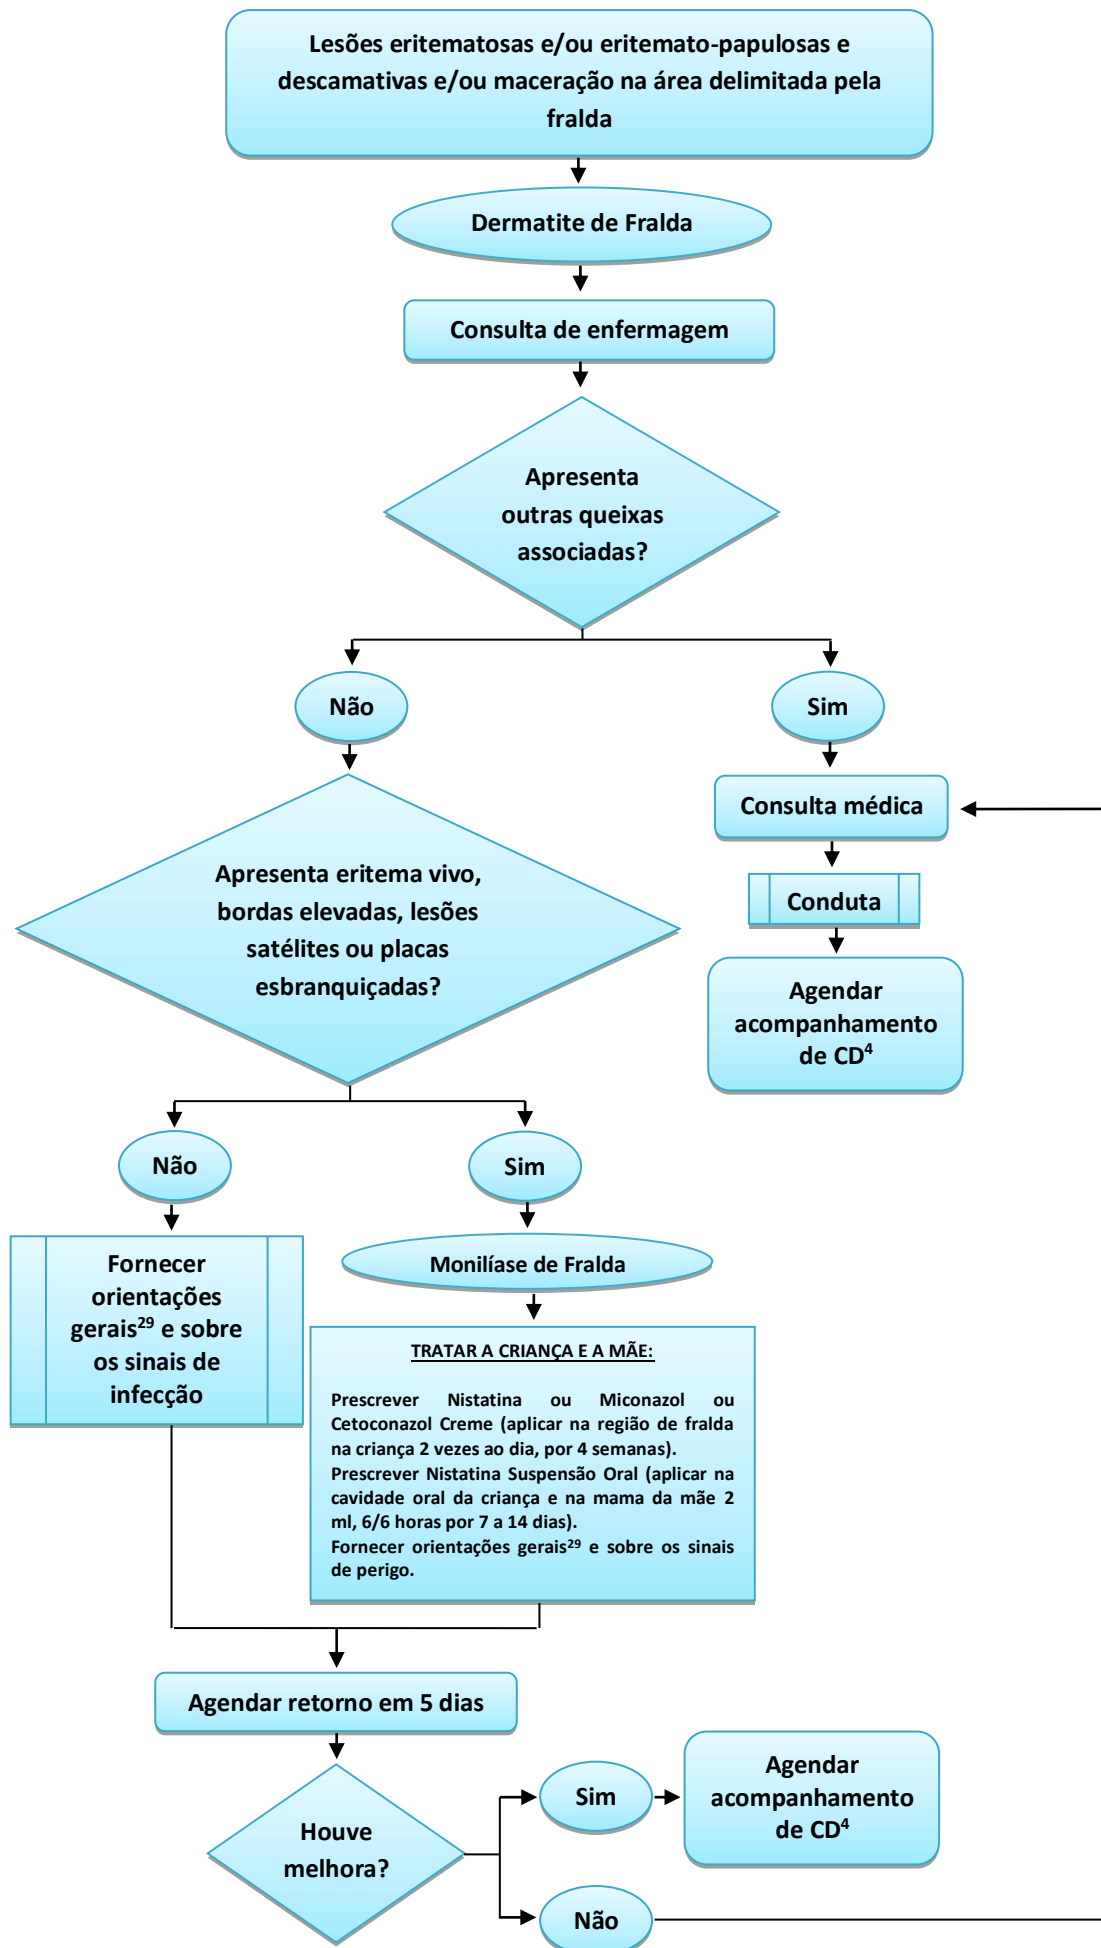 Lesões eritematosas e/ou eritemato-papulosas e
descamativas e/ou maceração na área delimitada pela
fralda
Dermatite de Fralda
Consulta de enfermagem
Apresenta
outras queixas
associadas?
Não
Sim
Consulta médica
Conduta
Agendar
acompanhamento
de CD⁴
Apresenta eritema vivo,
bordas elevadas, lesões
satélites ou placas
esbranquiçadas?
Não
Sim
Fornecer
orientações
gerais²⁹ e sobre
os sinais de
infecção
Monilíase de Fralda
TRATAR A CRIANÇA E A MÃE:
Prescrever Nistatina ou Miconazol ou
Cetoconazol Creme (aplicar na região de fralda
na criança 2 vezes ao dia, por 4 semanas).
Prescrever Nistatina Suspensão Oral (aplicar na
cavidade oral da criança e na mama da mãe 2
ml, 6/6 horas por 7 a 14 dias).
Fornecer orientações gerais²⁹ e sobre os sinais
de perigo.
Agendar retorno em 5 dias
Houve
melhora?
Sim
Agendar
acompanhamento
de CD⁴
Não